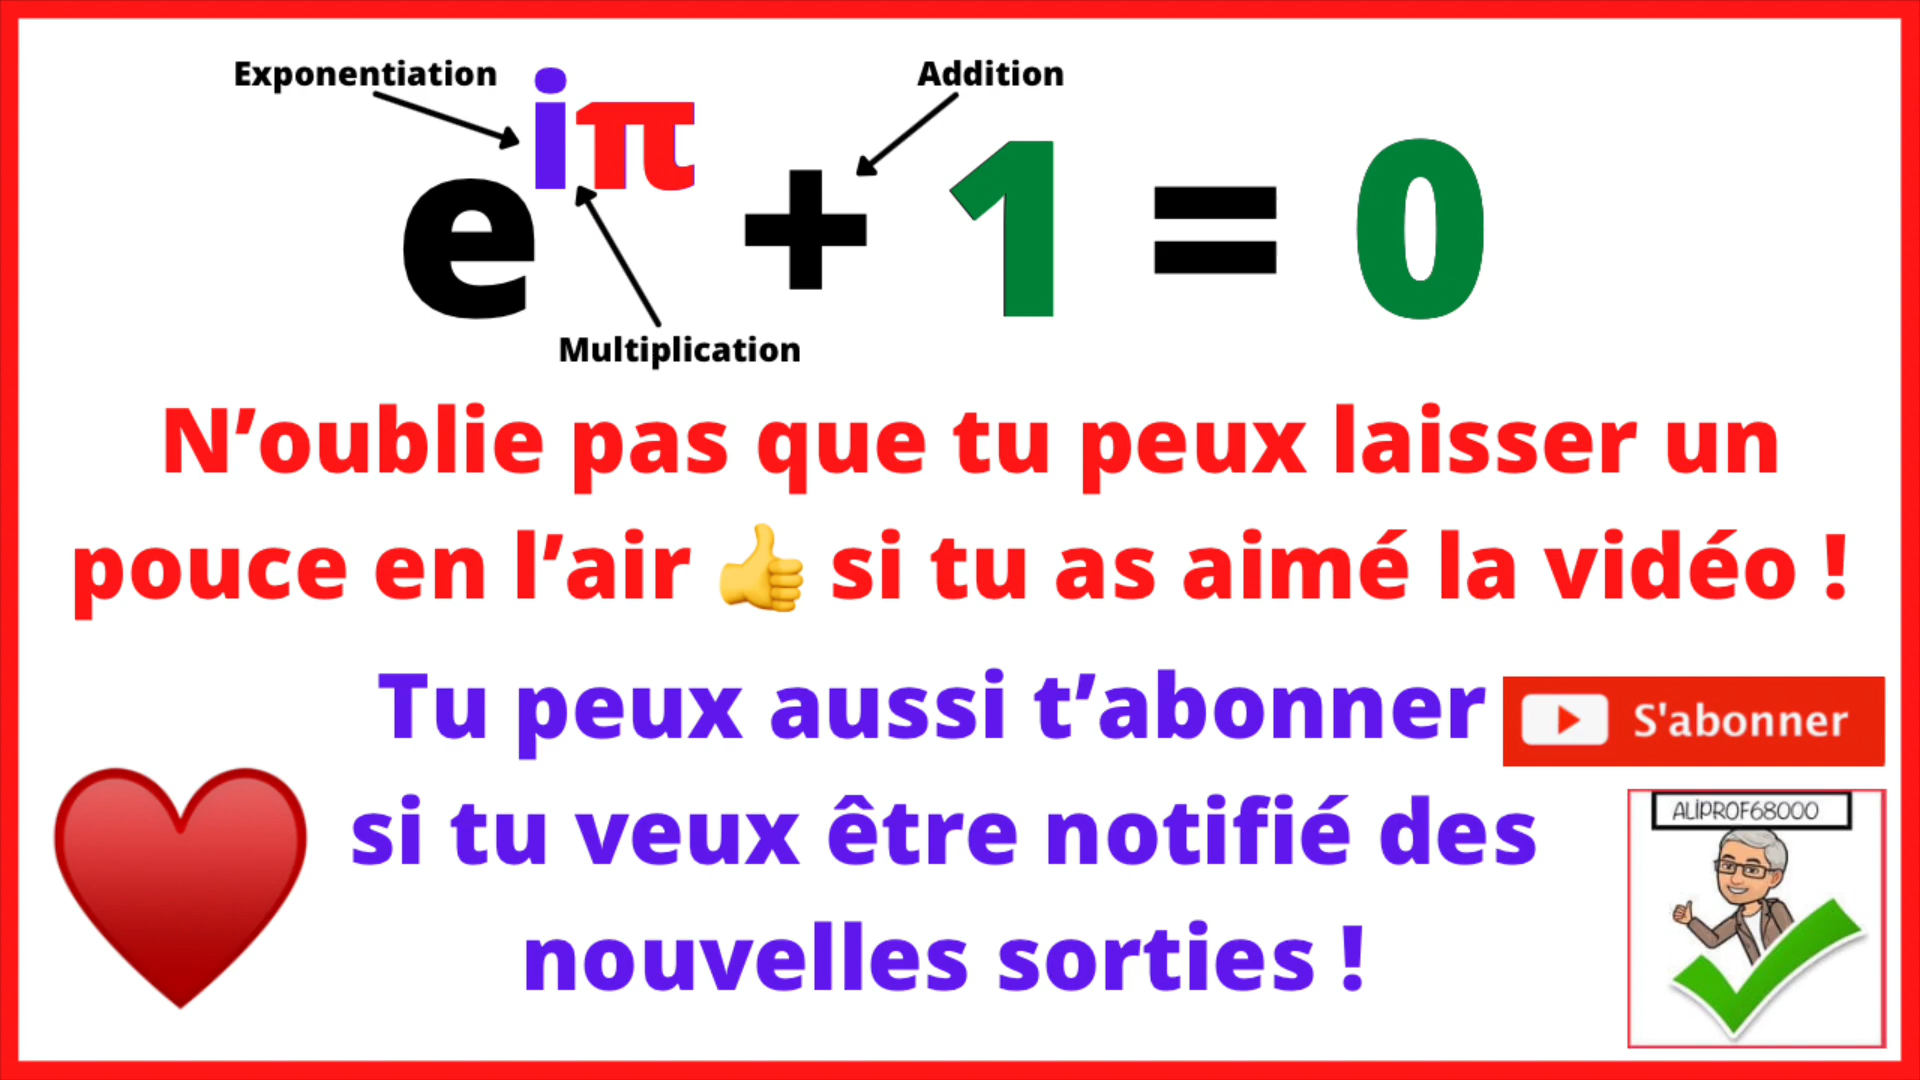 Exponentiation
Addition
e^{iπ} + 1 = 0
Multiplication
N’oublie pas que tu peux laisser un
pouce en l’air 👍 si tu as aimé la vidéo !
Tu peux aussi t’abonner
S'abonner
si tu veux être notifié des
nouvelles sorties !
ALIPROF68000